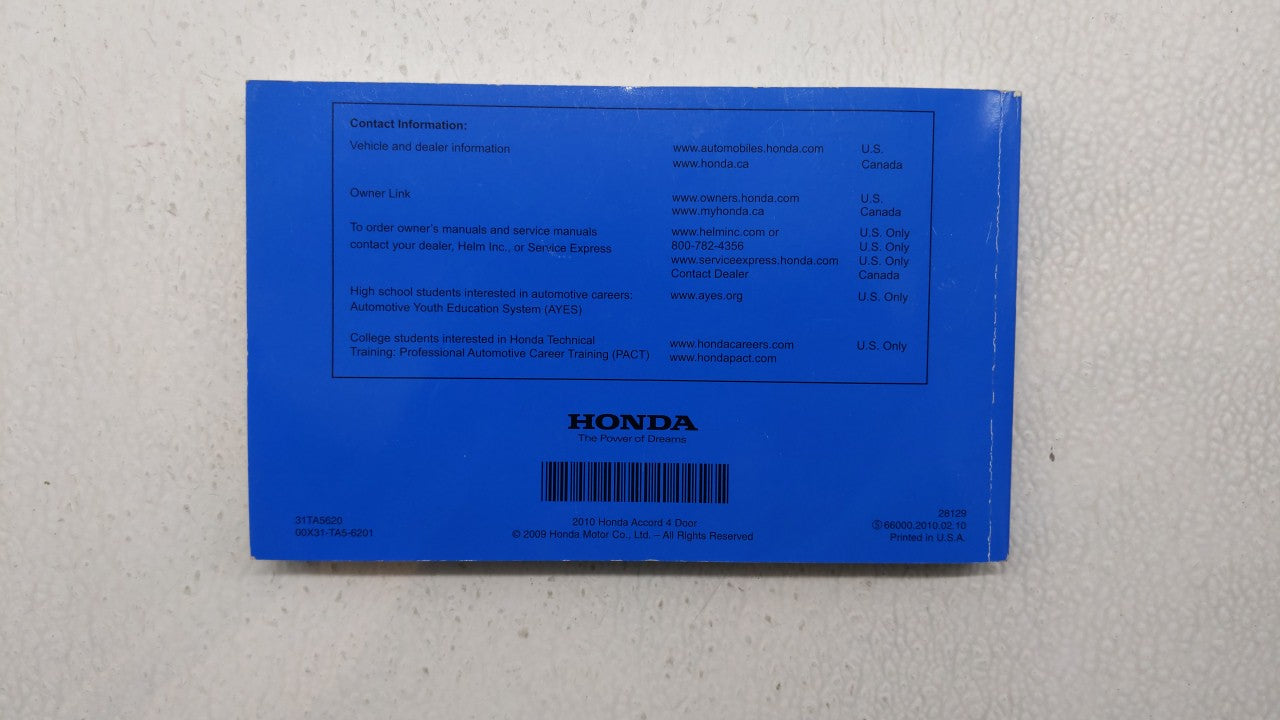 Contact Information:
Vehicle and dealer information www.automobiles.honda.com U.S.
www.honda.ca Canada
Owner Link www.owners.honda.com U.S.
www.myhonda.ca Canada
To order owner's manuals and service manuals www.helminc.com or U.S. Only
contact your dealer, Helm Inc., or Service Express 800-782-4356 U.S. Only
www.serviceexpress.honda.com U.S. Only
Contact Dealer Canada
High school students interested in automotive careers: www.ayes.org U.S. Only
Automotive Youth Education System (AYES)
College students interested in Honda Technical www.hondacareers.com U.S. Only
Training: Professional Automotive Career Training (PACT) www.hondapact.com
HONDA
The Power of Dreams
31TA5620
00X31-TA5-6201
2010 Honda Accord 4 Door
© 2009 Honda Motor Co., Ltd. – All Rights Reserved
28129
Ⓢ 66000.2010.02.10
Printed in U.S.A.